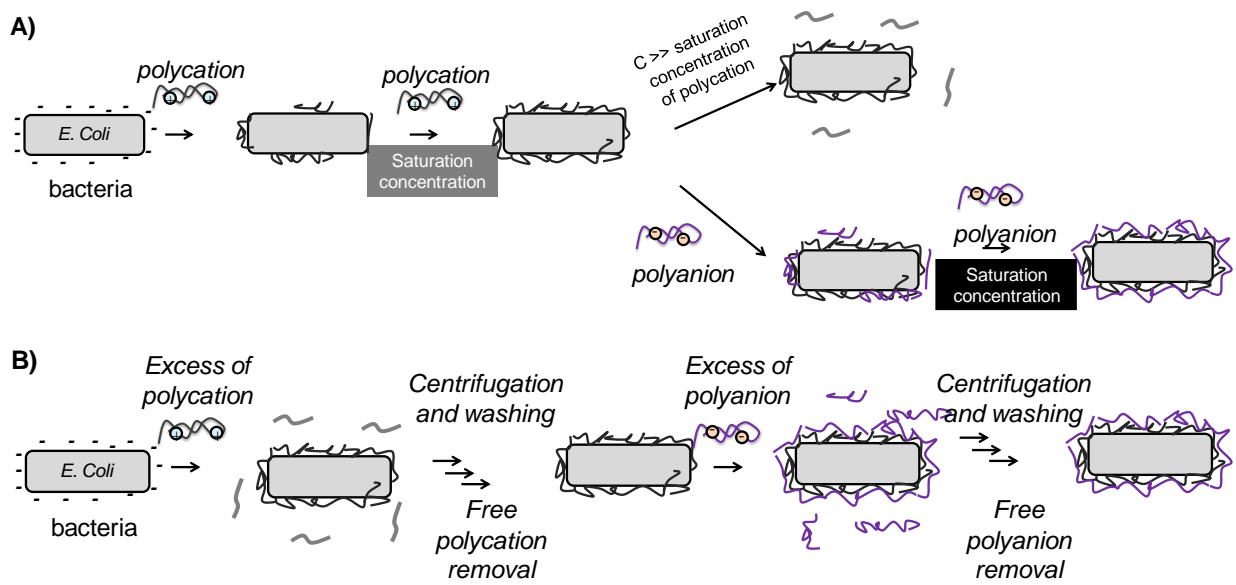 A)
polycation
E. Coli
bacteria
polycation
Saturation
concentration
C >> saturation
concentration
of polycation
polyanion
polyanion
Saturation
concentration
B)
Excess of
polycation
E. Coli
bacteria
Centrifugation
and washing
Free
polycation
removal
Excess of
polyanion
Centrifugation
and washing
Free
polyanion
removal